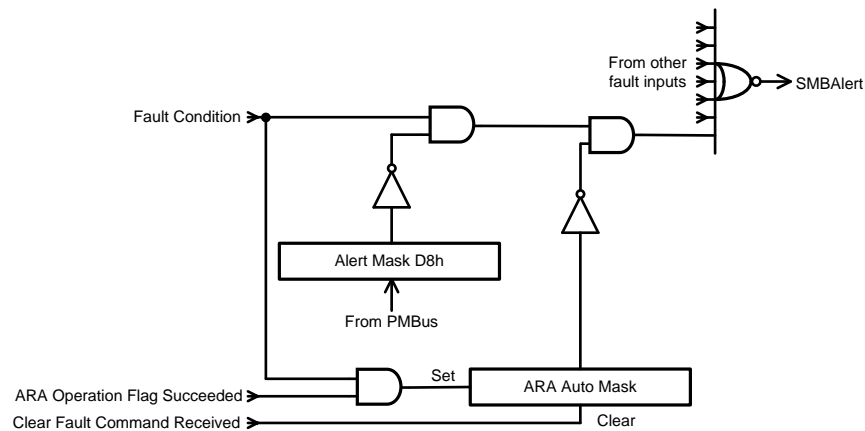 From other
fault inputs
SMBAlert
Fault Condition
Alert Mask D8h
From PMBus
Set
ARA Auto Mask
ARA Operation Flag Succeeded
Clear Fault Command Received
Clear